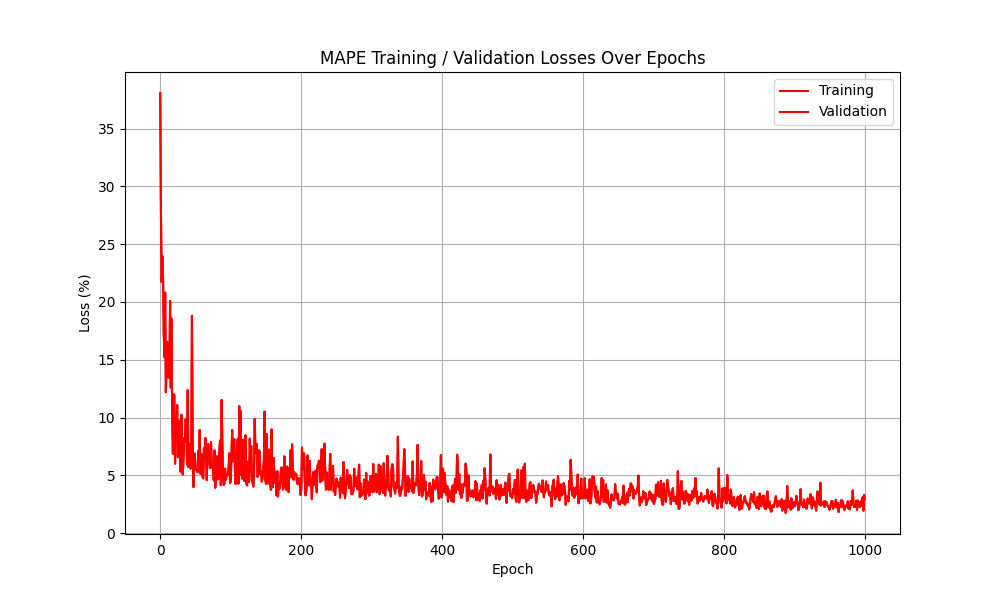 MAPE Training / Validation Losses Over Epochs
Training
Validation
Loss (%)
35
30
25
20
15
10
5
0
0 200 400 600 800 1000
Epoch